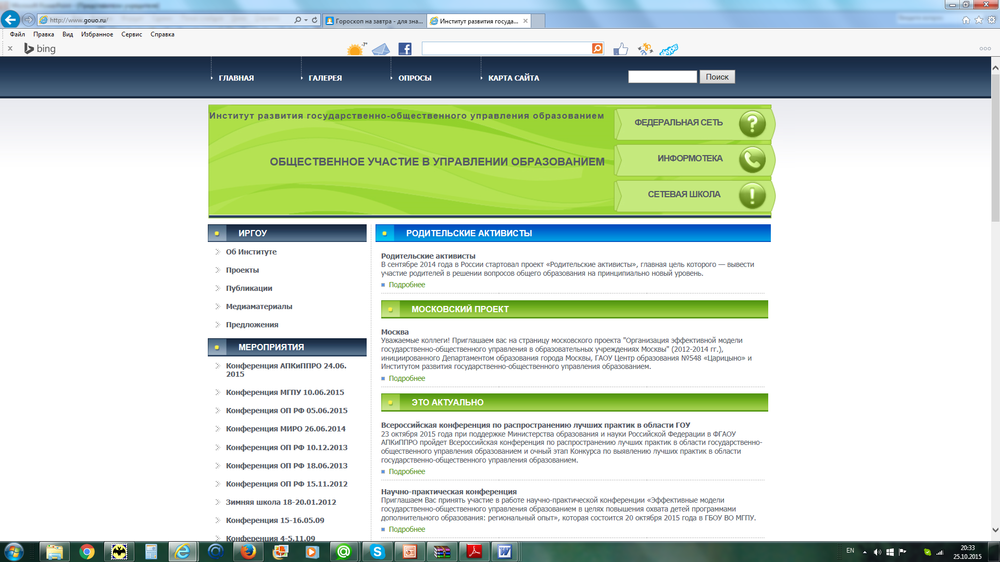 http://www.gouo.ru/
Гороскоп на завтра - для зна...
Институт развития госуда...
Файл Правка Вид Избранное Сервис Справка
x bing -7° skype
ГЛАВНАЯ ГАЛЕРЕЯ ОПРОСЫ КАРТА САЙТА Поиск
Институт развития государственно-общественного управления образованием
ОБЩЕСТВЕННОЕ УЧАСТИЕ В УПРАВЛЕНИИ ОБРАЗОВАНИЕМ
ФЕДЕРАЛЬНАЯ СЕТЬ
ИНФОРМОТЕКА
СЕТЕВАЯ ШКОЛА
ИРГОУ
Об Институте
Проекты
Публикации
Медиаматериалы
Предложения
МЕРОПРИЯТИЯ
Конференция АПКиППРО 24.06.
2015
Конференция МГПУ 10.06.2015
Конференция ОП РФ 05.06.2015
Конференция МИРО 26.06.2014
Конференция ОП РФ 10.12.2013
Конференция ОП РФ 18.06.2013
Конференция ОП РФ 15.11.2012
Зимняя школа 18-20.01.2012
Конференция 15-16.05.09
Конференция 4-5.11.09
РОДИТЕЛЬСКИЕ АКТИВИСТЫ
Родительские активисты
В сентябре 2014 года в России стартовал проект «Родительские активисты», главная цель которого — вывести
участие родителей в решении вопросов общего образования на принципиально новый уровень.
Подробнее
МОСКОВСКИЙ ПРОЕКТ
Москва
Уважаемые коллеги! Приглашаем вас на страницу московского проекта "Организация эффективной модели
государственно-общественного управления в образовательных учреждениях Москвы" (2012-2014 гг.),
инициированного Департаментом образования города Москвы, ГАОУ Центр образования №548 «Царицыно» и
Институтом развития государственно-общественного управления образованием.
Подробнее
ЭТО АКТУАЛЬНО
Всероссийская конференция по распространению лучших практик в области ГОУ
23 октября 2015 года при поддержке Министерства образования и науки Российской Федерации в ФГАОУ
АПКиППРО пройдет Всероссийская конференция по распространению лучших практик в области государственно-
общественного управления образованием и очный этап Конкурса по выявлению лучших практик в области
государственно-общественного управления образованием.
Подробнее
Научно-практическая конференция
Приглашаем Вас принять участие в работе научно-практической конференции «Эффективные модели
государственно-общественного управления образованием в целях повышения охвата детей программами
дополнительного образования: региональный опыт», которая состоится 20 октября 2015 года в ГБОУ ВО МГПУ.
Подробнее
EN
20:33
25.10.2015